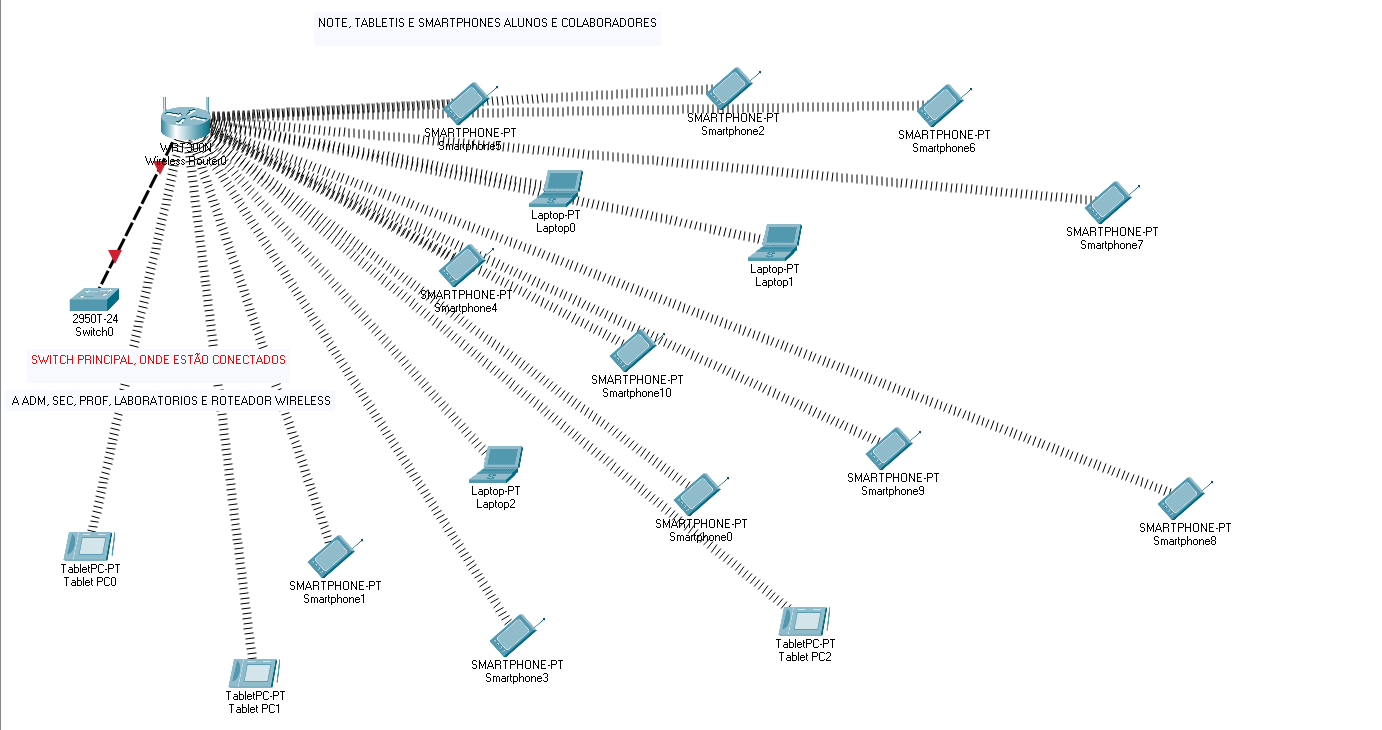 NOTE, TABLETIS E SMARTPHONES ALUNOS E COLABORADORES
SMARTPHONE-PT
Smartphone5
SMARTPHONE-PT
Smartphone2
SMARTPHONE-PT
Smartphone6
WRT300N
Wireless Router0
Laptop-PT
Laptop0
SMARTPHONE-PT
Smartphone7
Laptop-PT
Laptop1
SMARTPHONE-PT
Smartphone4
2950T-24
Switch0
SWITCH PRINCIPAL, ONDE ESTÃO CONECTADOS
A ADM, SEC, PROF, LABORATORIOS E ROTEADOR WIRELESS
SMARTPHONE-PT
Smartphone10
SMARTPHONE-PT
Smartphone9
Laptop-PT
Laptop2
SMARTPHONE-PT
Smartphone0
SMARTPHONE-PT
Smartphone8
TabletPC-PT
Tablet PC0
SMARTPHONE-PT
Smartphone1
SMARTPHONE-PT
Smartphone3
TabletPC-PT
Tablet PC2
TabletPC-PT
Tablet PC1